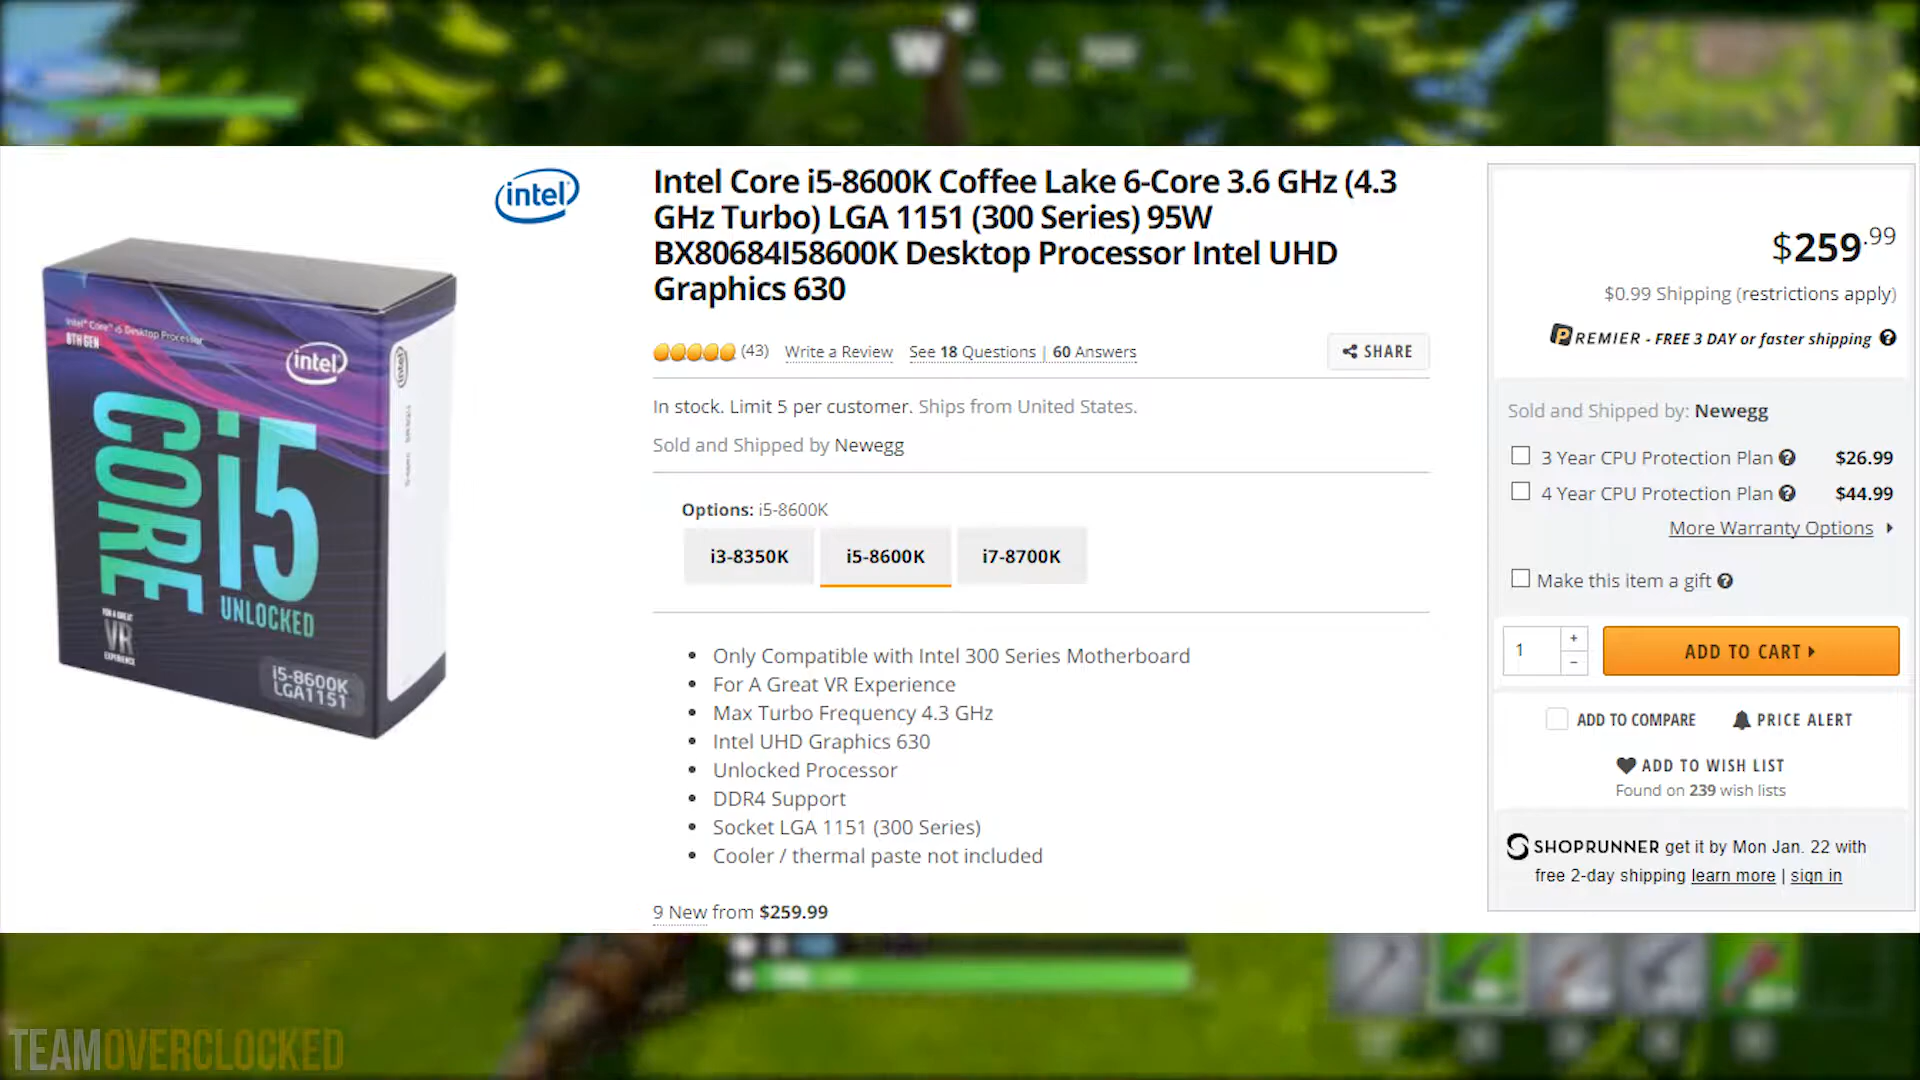 W
intel
Intel Core i5-8600K Coffee Lake 6-Core 3.6 GHz (4.3
GHz Turbo) LGA 1151 (300 Series) 95W
BX80684I58600K Desktop Processor Intel UHD
Graphics 630
(43) Write a Review See 18 Questions | 60 Answers
SHARE
In stock. Limit 5 per customer. Ships from United States.
Sold and Shipped by Newegg
Options: i5-8600K
i3-8350K i5-8600K i7-8700K
• Only Compatible with Intel 300 Series Motherboard
• For A Great VR Experience
• Max Turbo Frequency 4.3 GHz
• Intel UHD Graphics 630
• Unlocked Processor
• DDR4 Support
• Socket LGA 1151 (300 Series)
• Cooler / thermal paste not included
9 New from $259.99
Intel® Core™ i5 Desktop Processor
8TH GEN
intel
intel
CORE i5
UNLOCKED
FOR A GREAT
VR
EXPERIENCE
i5-8600K
LGA1151
$259.99
$0.99 Shipping (restrictions apply)
PREMIER - FREE 3 DAY or faster shipping ?
Sold and Shipped by: Newegg
3 Year CPU Protection Plan ? $26.99
4 Year CPU Protection Plan ? $44.99
More Warranty Options
Make this item a gift ?
1 + -
ADD TO CART
ADD TO COMPARE PRICE ALERT
ADD TO WISH LIST
Found on 239 wish lists
SHOPRUNNER get it by Mon Jan. 22 with
free 2-day shipping learn more | sign in
TEAMOVERCLOCKED